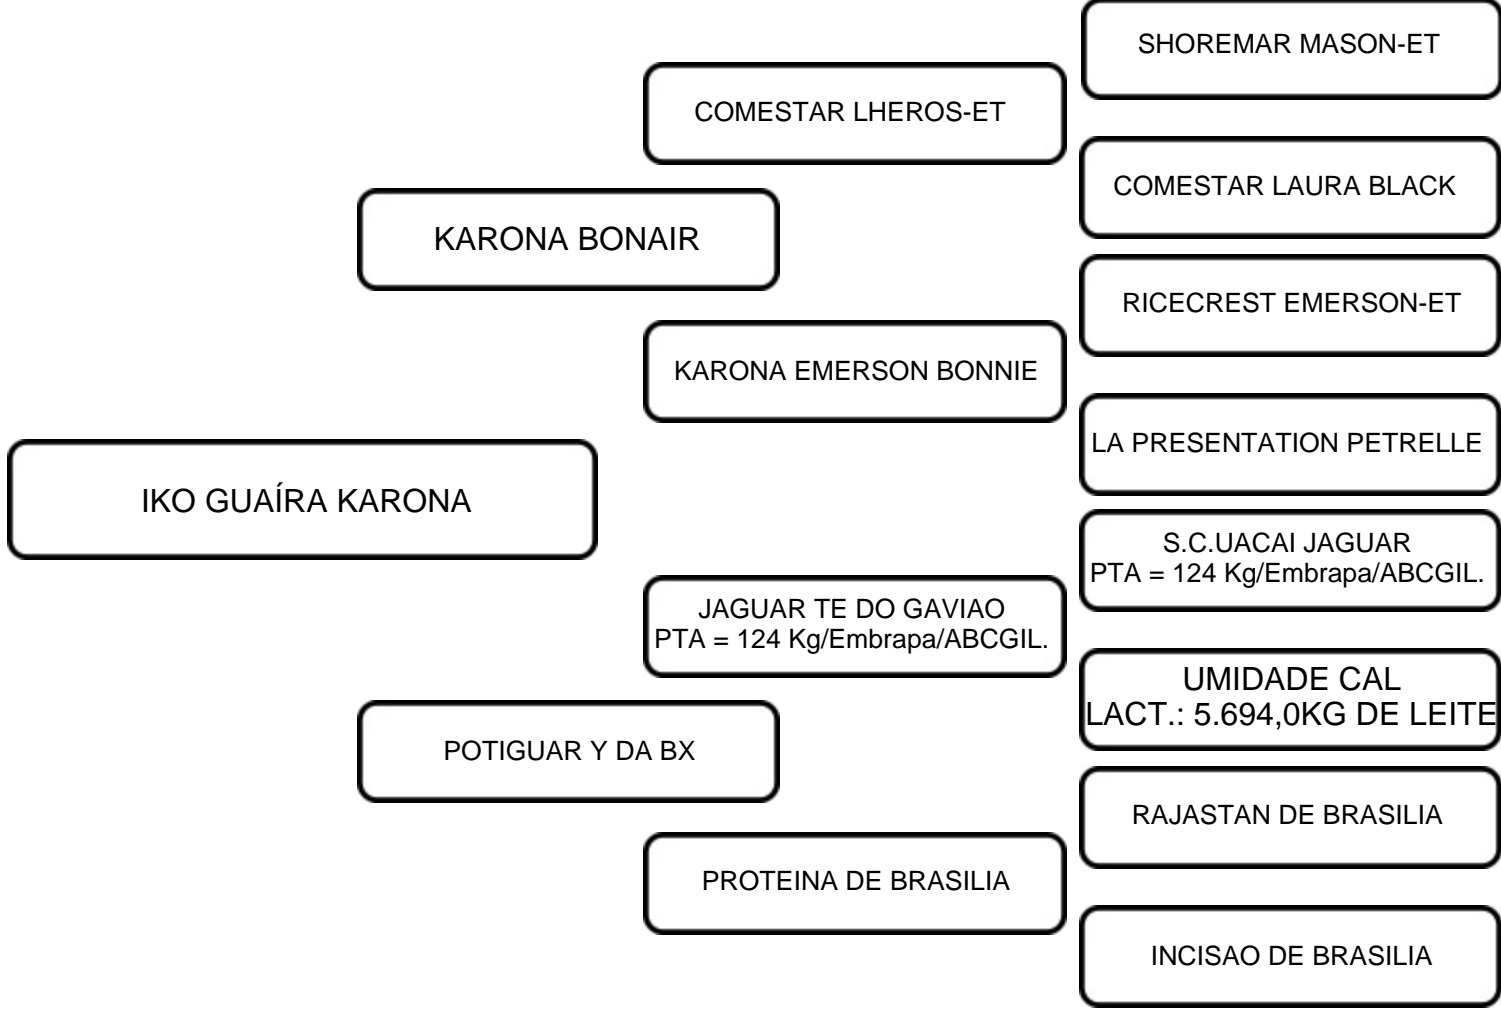 SHOREMAR MASON-ET
COMESTAR LHEROS-ET
COMESTAR LAURA BLACK
KARONA BONAIR
RICECREST EMERSON-ET
KARONA EMERSON BONNIE
LA PRESENTATION PETRELLE
IKO GUAÍRA KARONA
S.C.UACAI JAGUAR
PTA = 124 Kg/Embrapa/ABCGIL.
JAGUAR TE DO GAVIAO
PTA = 124 Kg/Embrapa/ABCGIL.
UMIDADE CAL
LACT.: 5.694,0KG DE LEITE
POTIGUAR Y DA BX
RAJASTAN DE BRASILIA
PROTEINA DE BRASILIA
INCISAO DE BRASILIA